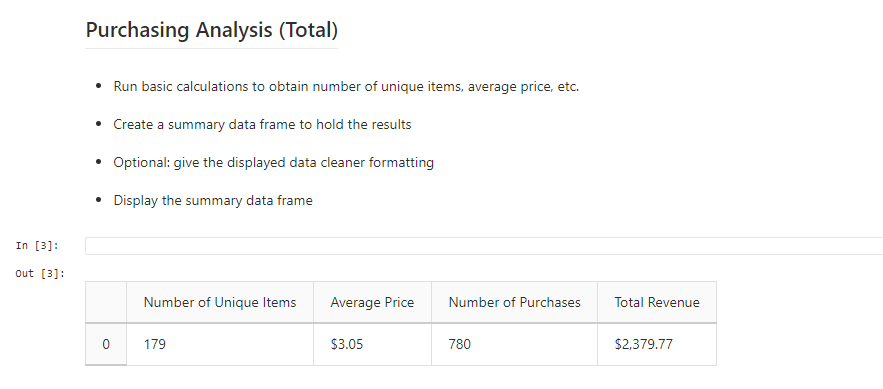 Purchasing Analysis (Total)
• Run basic calculations to obtain number of unique items, average price, etc.
• Create a summary data frame to hold the results
• Optional: give the displayed data cleaner formatting
• Display the summary data frame
In [3]:
Out [3]:
Number of Unique Items Average Price Number of Purchases Total Revenue
0 179 $3.05 780 $2,379.77